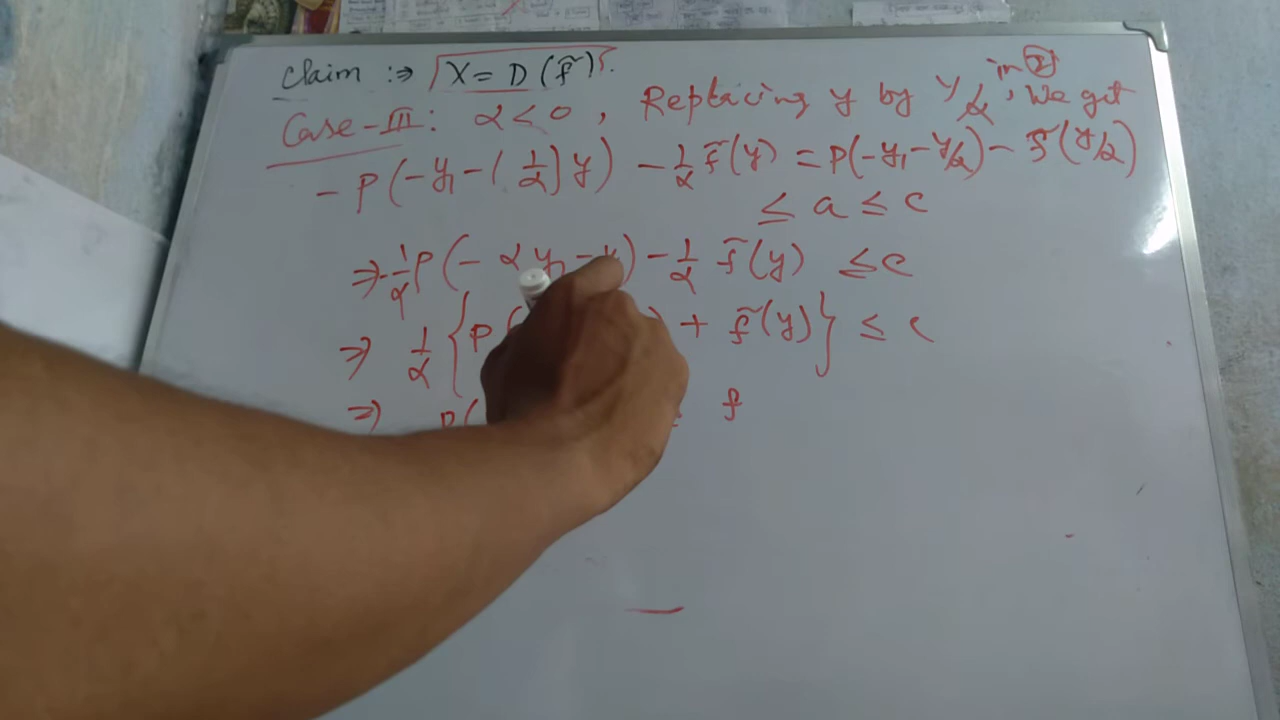 Claim :⇒ X = D(f̃).
Case-III: α < 0, Replacing y by y/α, in ② We get
- P(-y₁-(1/α)y) - 1/α f̃(y) = P(-y₁-y/α) - f̃(y/α)
≤ a ≤ c
⇒ -1/α P(-αy₁-y) - 1/α f̃(y) ≤ c
⇒ 1/α { P( ) + f̃(y)} ≤ c
⇒ P( f